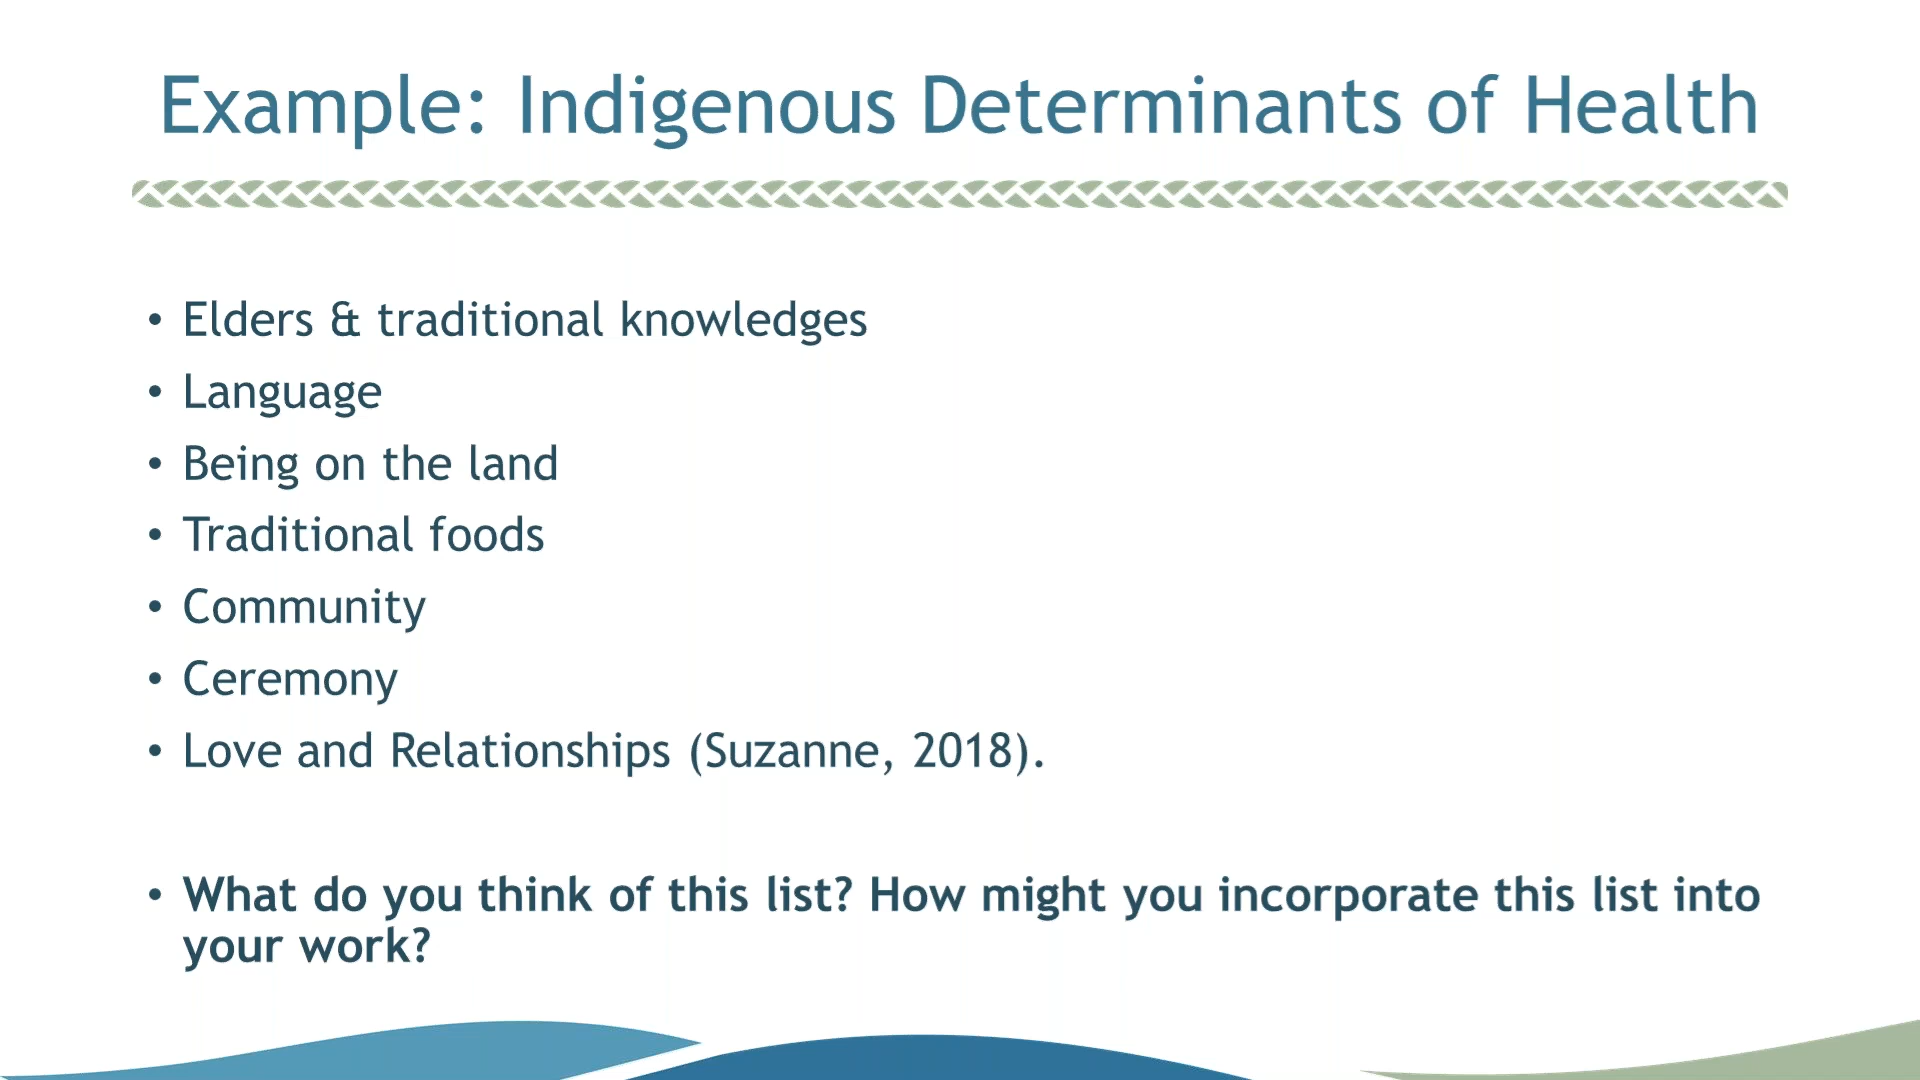 Example: Indigenous Determinants of Health
• Elders & traditional knowledges
• Language
• Being on the land
• Traditional foods
• Community
• Ceremony
• Love and Relationships (Suzanne, 2018).
• What do you think of this list? How might you incorporate this list into
your work?